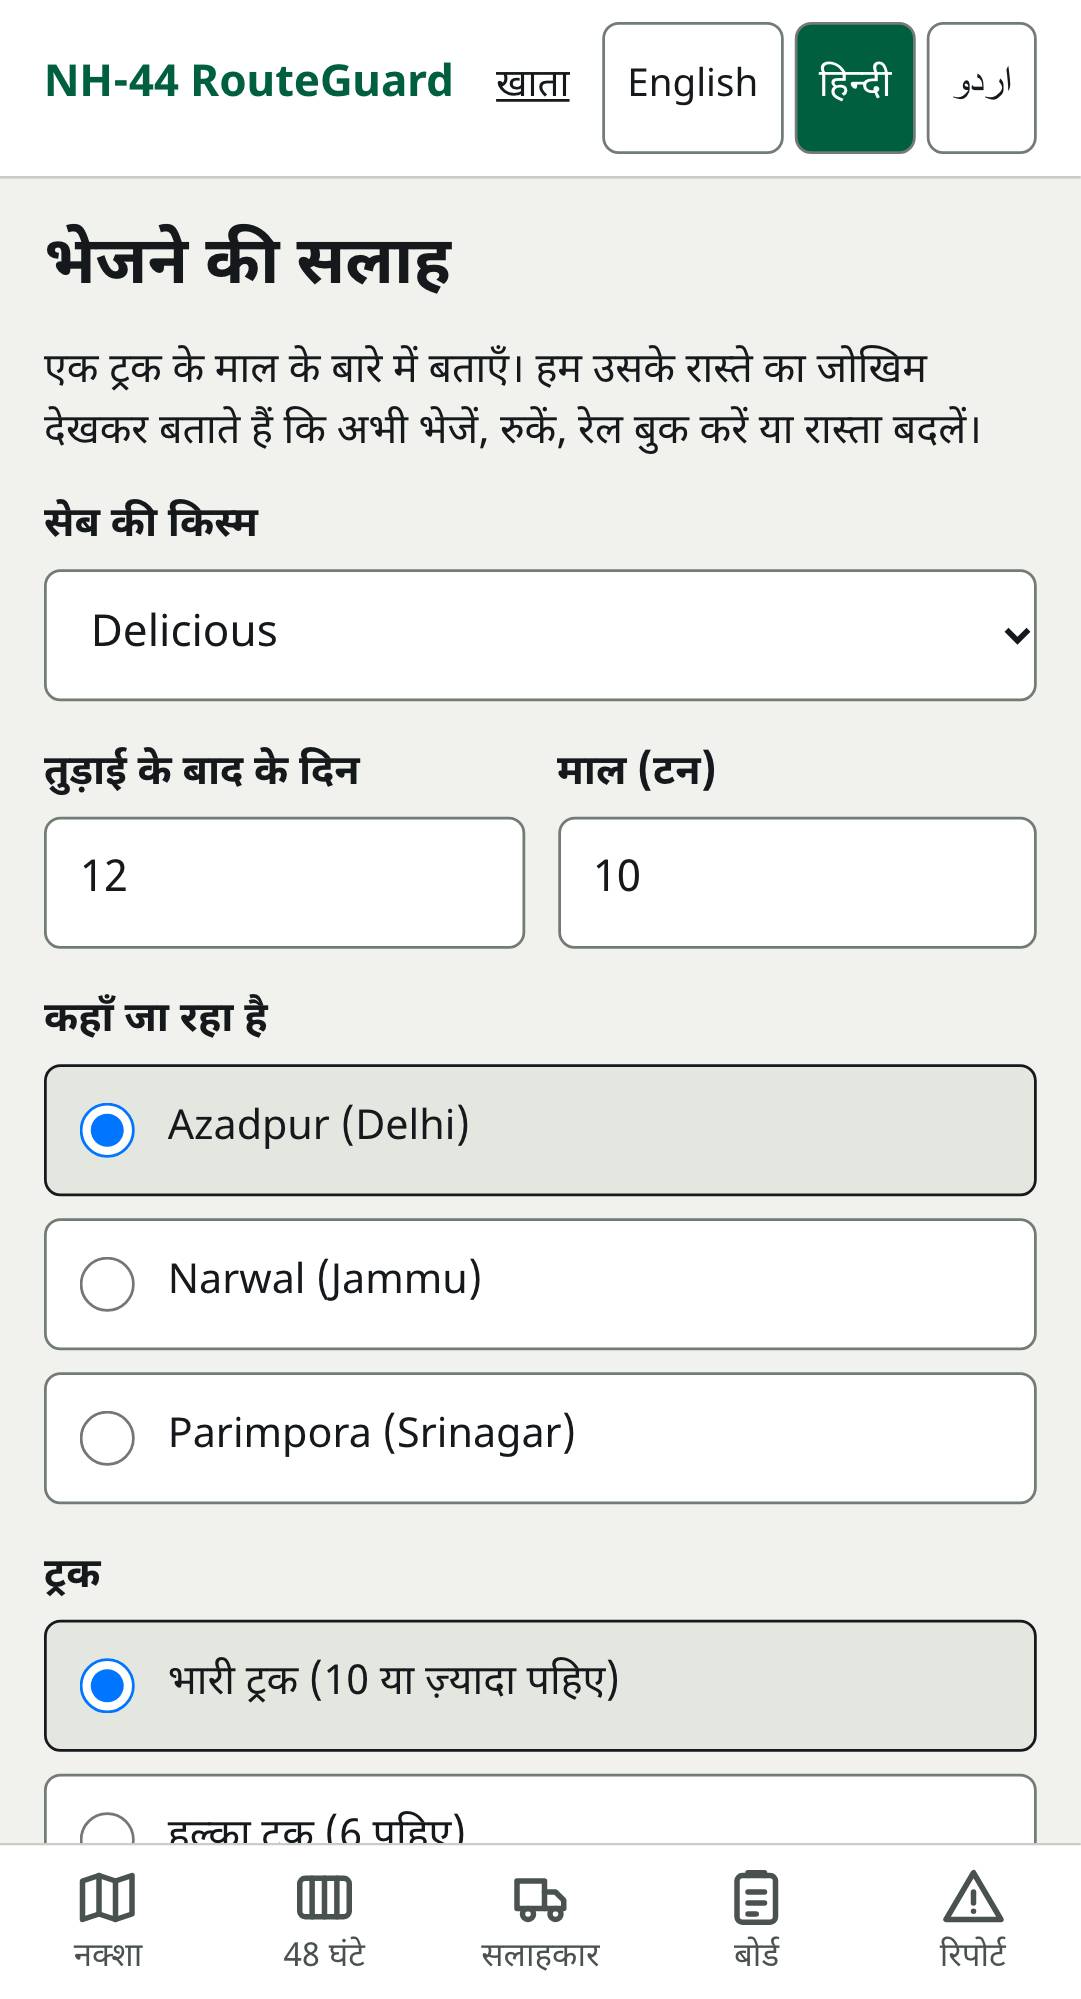 NH-44 RouteGuard खाता English हिन्दी اردو
भेजने की सलाह
एक ट्रक के माल के बारे में बताएँ। हम उसके रास्ते का जोखिम
देखकर बताते हैं कि अभी भेजें, रुकें, रेल बुक करें या रास्ता बदलें।
सेब की किस्म
Delicious
तुड़ाई के बाद के दिन माल (टन)
12 10
कहाँ जा रहा है
Azadpur (Delhi)
Narwal (Jammu)
Parimpora (Srinagar)
ट्रक
भारी ट्रक (10 या ज़्यादा पहिए)
हल्का ट्रक (6 पहिए)
नक्शा 48 घंटे सलाहकार बोर्ड रिपोर्ट